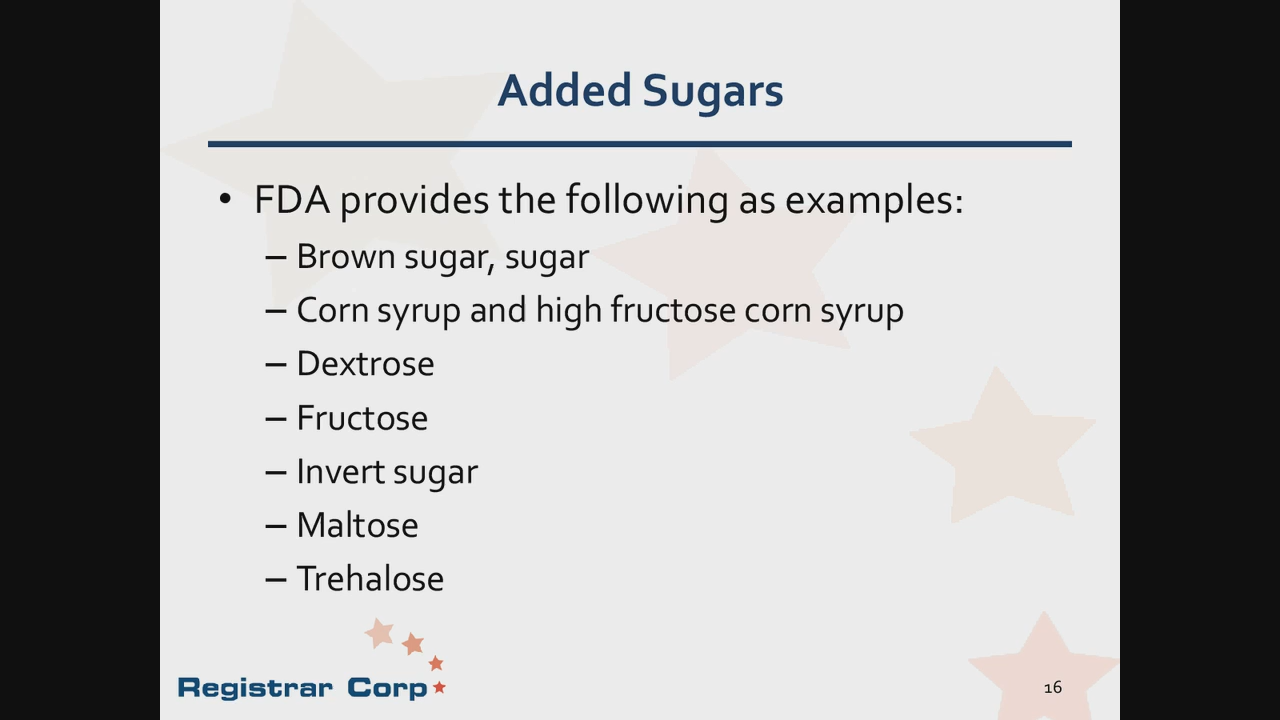 Added Sugars
• FDA provides the following as examples:
– Brown sugar, sugar
– Corn syrup and high fructose corn syrup
– Dextrose
– Fructose
– Invert sugar
– Maltose
– Trehalose
Registrar Corp
16